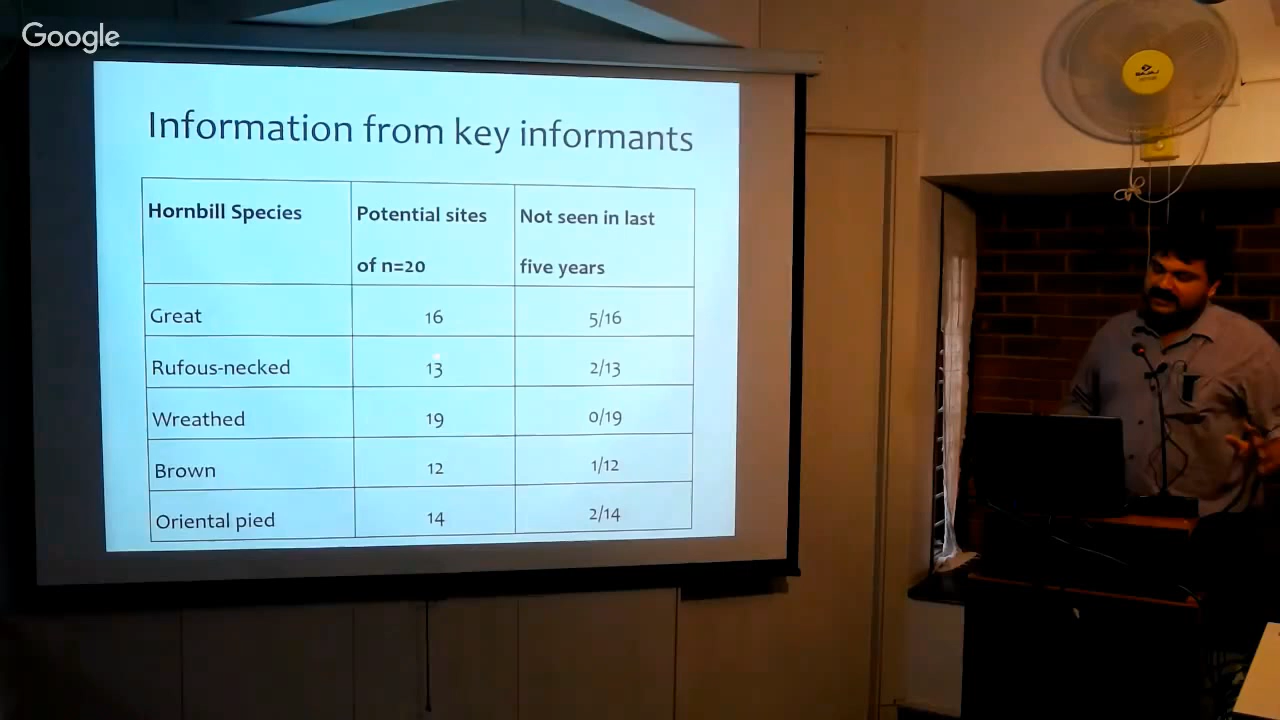 Google
Information from key informants
Hornbill Species Potential sites of n=20 Not seen in last five years
Great 16 5/16
Rufous-necked 13 2/13
Wreathed 19 0/19
Brown 12 1/12
Oriental pied 14 2/14
BAJAJ